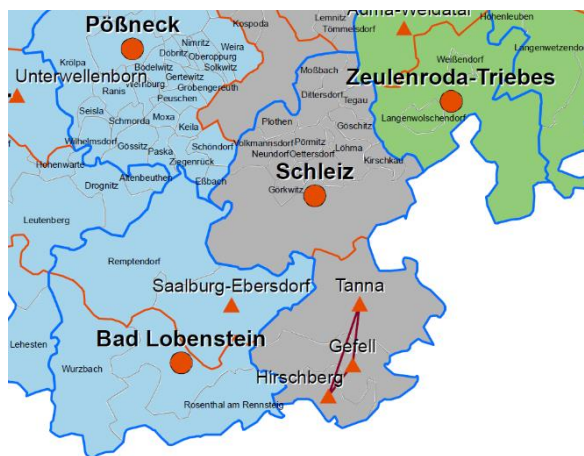 Kospoda
Lemnitz
Tömmelsdorf
Auma-Weidatal
Hohenleuben
Pößneck
Nimritz
Weira
Döbritz
Oberoppurg
Krölpa
Bodelwitz
Solkwitz
Moßbach
Weißendorf
Langenwetzendorf
Unterwellenborn
Gertewitz
Ranis
Wernburg
Grobengereuth
Dittersdorf
Zeulenroda-Triebes
Peuschen
Tegau
Seisla
Schmorda
Moxa
Plothen
Göschitz
Langenwolschendorf
Keila
Wilhelmsdorf
Gössitz
Paska
Schöndorf
Volkmannsdorf
Pörmitz
Neundorf
Oettersdorf
Löhma
Hohenwarte
Ziegenrück
Kirschkau
Altenbeuthen
Eßbach
Schleiz
Drognitz
Görkwitz
Leutenberg
Remptendorf
Saalburg-Ebersdorf
Tanna
Bad Lobenstein
Lehesten
Gefell
Wurzbach
Hirschberg
Rosenthal am Rennsteig